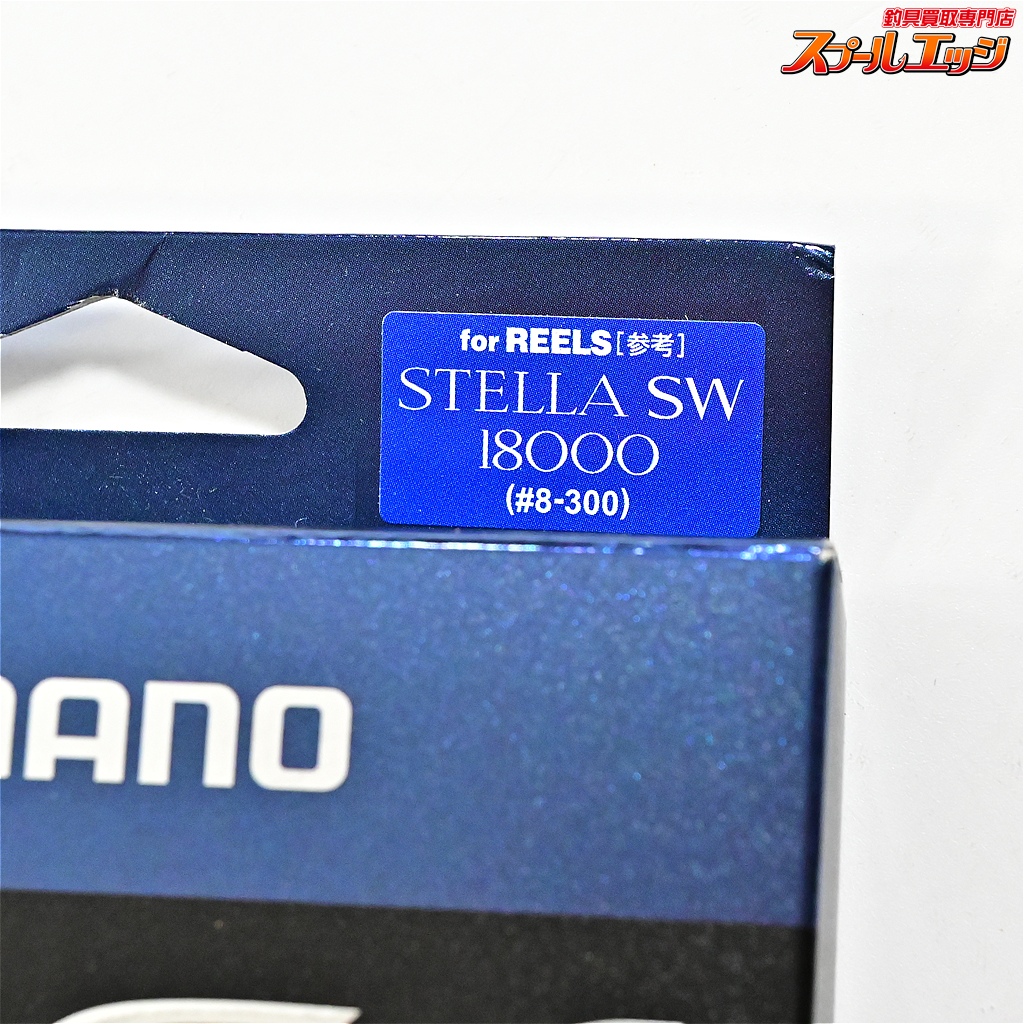 釣具買取専門店
スプールエッジ
for REELS[参考]
STELLA SW
18000
(#8-300)
ANO